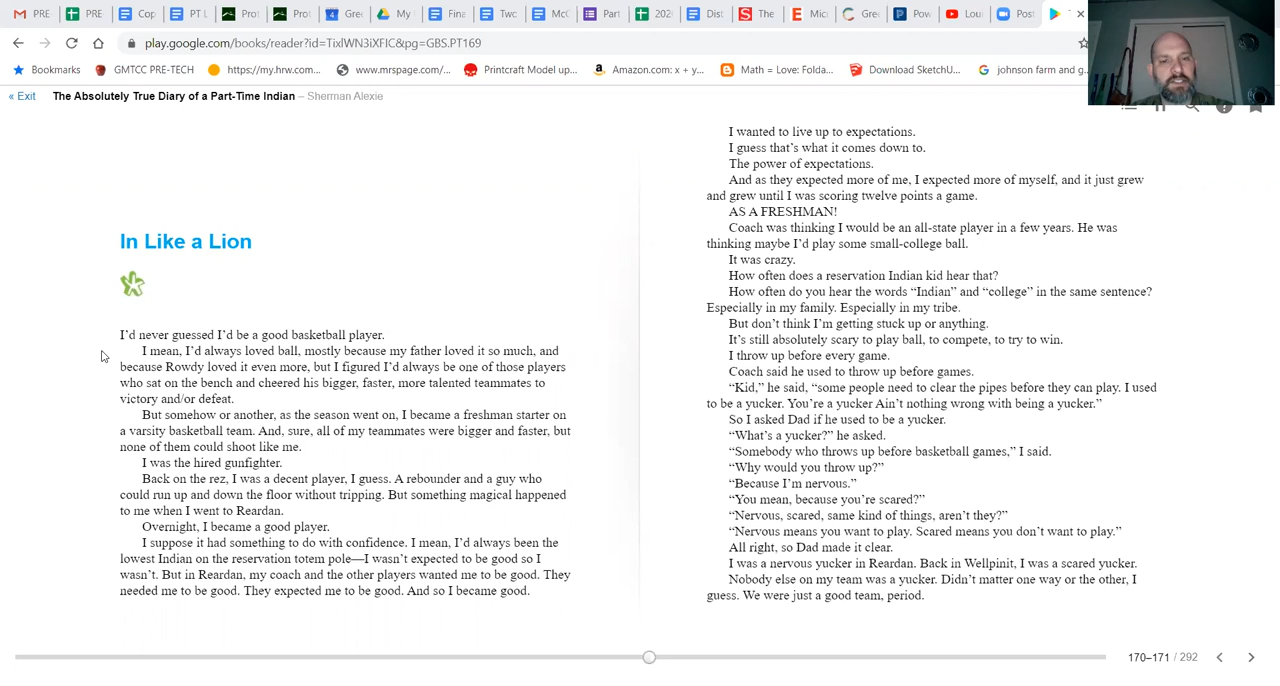 PRE
PRE
Cop
PT L
Prot
Prot
Gree
My
Fina
Two
McC
Part
202
Dist
The
Mic
Gree
Pow
Lou
Post
play.google.com/books/reader?id=TixlWN3iXFIC&pg=GBS.PT169
Bookmarks
GMTCC PRE-TECH
https://my.hrw.com...
www.mrspage.com/...
Printcraft Model up...
Amazon.com: x + y...
Math = Love: Folda...
Download SketchU...
johnson farm and g...
« Exit
The Absolutely True Diary of a Part-Time Indian – Sherman Alexie
In Like a Lion
I'd never guessed I'd be a good basketball player.
I mean, I'd always loved ball, mostly because my father loved it so much, and
because Rowdy loved it even more, but I figured I'd always be one of those players
who sat on the bench and cheered his bigger, faster, more talented teammates to
victory and/or defeat.
But somehow or another, as the season went on, I became a freshman starter on
a varsity basketball team. And, sure, all of my teammates were bigger and faster, but
none of them could shoot like me.
I was the hired gunfighter.
Back on the rez, I was a decent player, I guess. A rebounder and a guy who
could run up and down the floor without tripping. But something magical happened
to me when I went to Reardan.
Overnight, I became a good player.
I suppose it had something to do with confidence. I mean, I'd always been the
lowest Indian on the reservation totem pole—I wasn't expected to be good so I
wasn't. But in Reardan, my coach and the other players wanted me to be good. They
needed me to be good. They expected me to be good. And so I became good.
I wanted to live up to expectations.
I guess that's what it comes down to.
The power of expectations.
And as they expected more of me, I expected more of myself, and it just grew
and grew until I was scoring twelve points a game.
AS A FRESHMAN!
Coach was thinking I would be an all-state player in a few years. He was
thinking maybe I'd play some small-college ball.
It was crazy.
How often does a reservation Indian kid hear that?
How often do you hear the words “Indian” and “college” in the same sentence?
Especially in my family. Especially in my tribe.
But don't think I'm getting stuck up or anything.
It's still absolutely scary to play ball, to compete, to try to win.
I throw up before every game.
Coach said he used to throw up before games.
“Kid,” he said, “some people need to clear the pipes before they can play. I used
to be a yucker. You're a yucker Ain't nothing wrong with being a yucker.”
So I asked Dad if he used to be a yucker.
“What's a yucker?” he asked.
“Somebody who throws up before basketball games,” I said.
“Why would you throw up?”
“Because I'm nervous.”
“You mean, because you're scared?”
“Nervous, scared, same kind of things, aren't they?”
“Nervous means you want to play. Scared means you don't want to play.”
All right, so Dad made it clear.
I was a nervous yucker in Reardan. Back in Wellpinit, I was a scared yucker.
Nobody else on my team was a yucker. Didn't matter one way or the other, I
guess. We were just a good team, period.
170–171 / 292